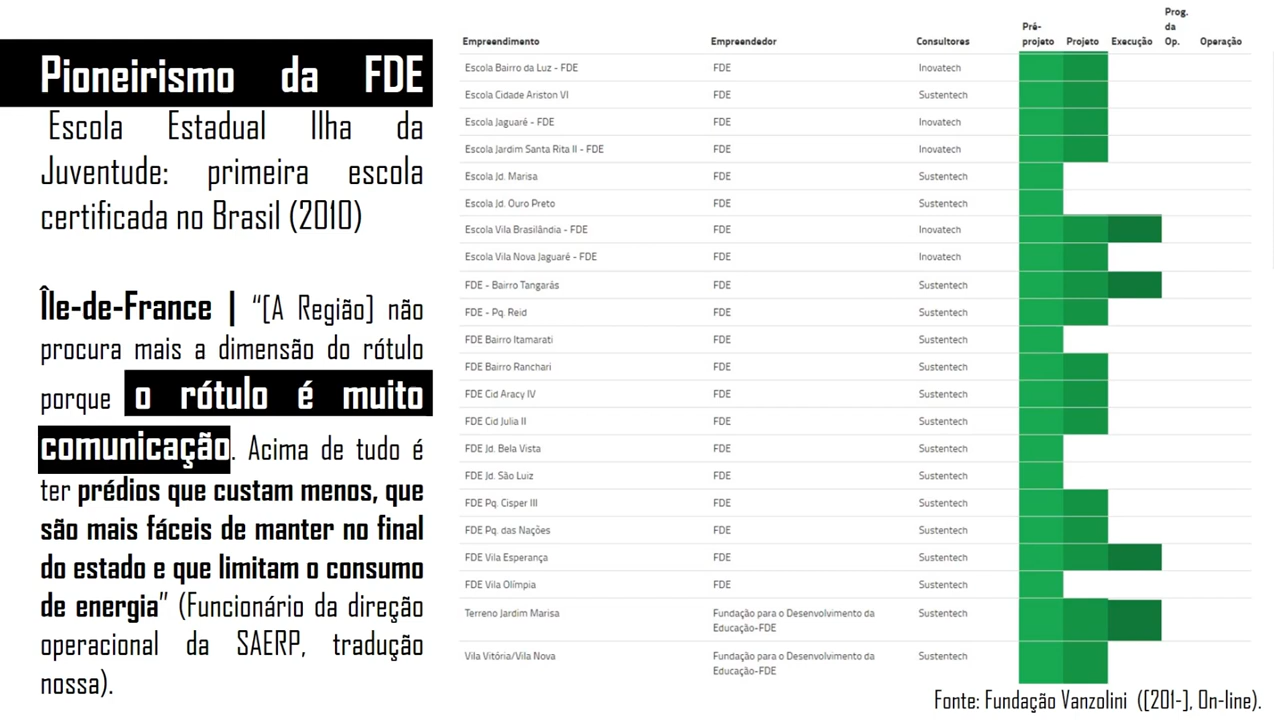 Pioneirismo da FDE
Escola Estadual Ilha da
Juventude: primeira escola
certificada no Brasil (2010)
Île-de-France | “[A Região] não
procura mais a dimensão do rótulo
porque o rótulo é muito
comunicação. Acima de tudo é
ter prédios que custam menos, que
são mais fáceis de manter no final
do estado e que limitam o consumo
de energia” (Funcionário da direção
operacional da SAERP, tradução
nossa).
Empreendimento Empreendedor Consultores Pré-projeto Projeto Execução Prog. da Op. Operação
Escola Bairro da Luz - FDE FDE Inovatech
Escola Cidade Ariston VI FDE Sustentech
Escola Jaguaré - FDE FDE Inovatech
Escola Jardim Santa Rita II - FDE FDE Inovatech
Escola Jd. Marisa FDE Sustentech
Escola Jd. Ouro Preto FDE Sustentech
Escola Vila Brasilândia - FDE FDE Inovatech
Escola Vila Nova Jaguaré - FDE FDE Inovatech
FDE - Bairro Tangarás FDE Sustentech
FDE - Pq. Reid FDE Sustentech
FDE Bairro Itamarati FDE Sustentech
FDE Bairro Ranchari FDE Sustentech
FDE Cid Aracy IV FDE Sustentech
FDE Cid Julia II FDE Sustentech
FDE Jd. Bela Vista FDE Sustentech
FDE Jd. São Luiz FDE Sustentech
FDE Pq. Cisper III FDE Sustentech
FDE Pq. das Nações FDE Sustentech
FDE Vila Esperança FDE Sustentech
FDE Vila Olímpia FDE Sustentech
Terreno Jardim Marisa Fundação para o Desenvolvimento da Sustentech
Educação-FDE
Vila Vitória/Vila Nova Fundação para o Desenvolvimento da Sustentech
Educação-FDE
Fonte: Fundação Vanzolini ([201-], On-line).